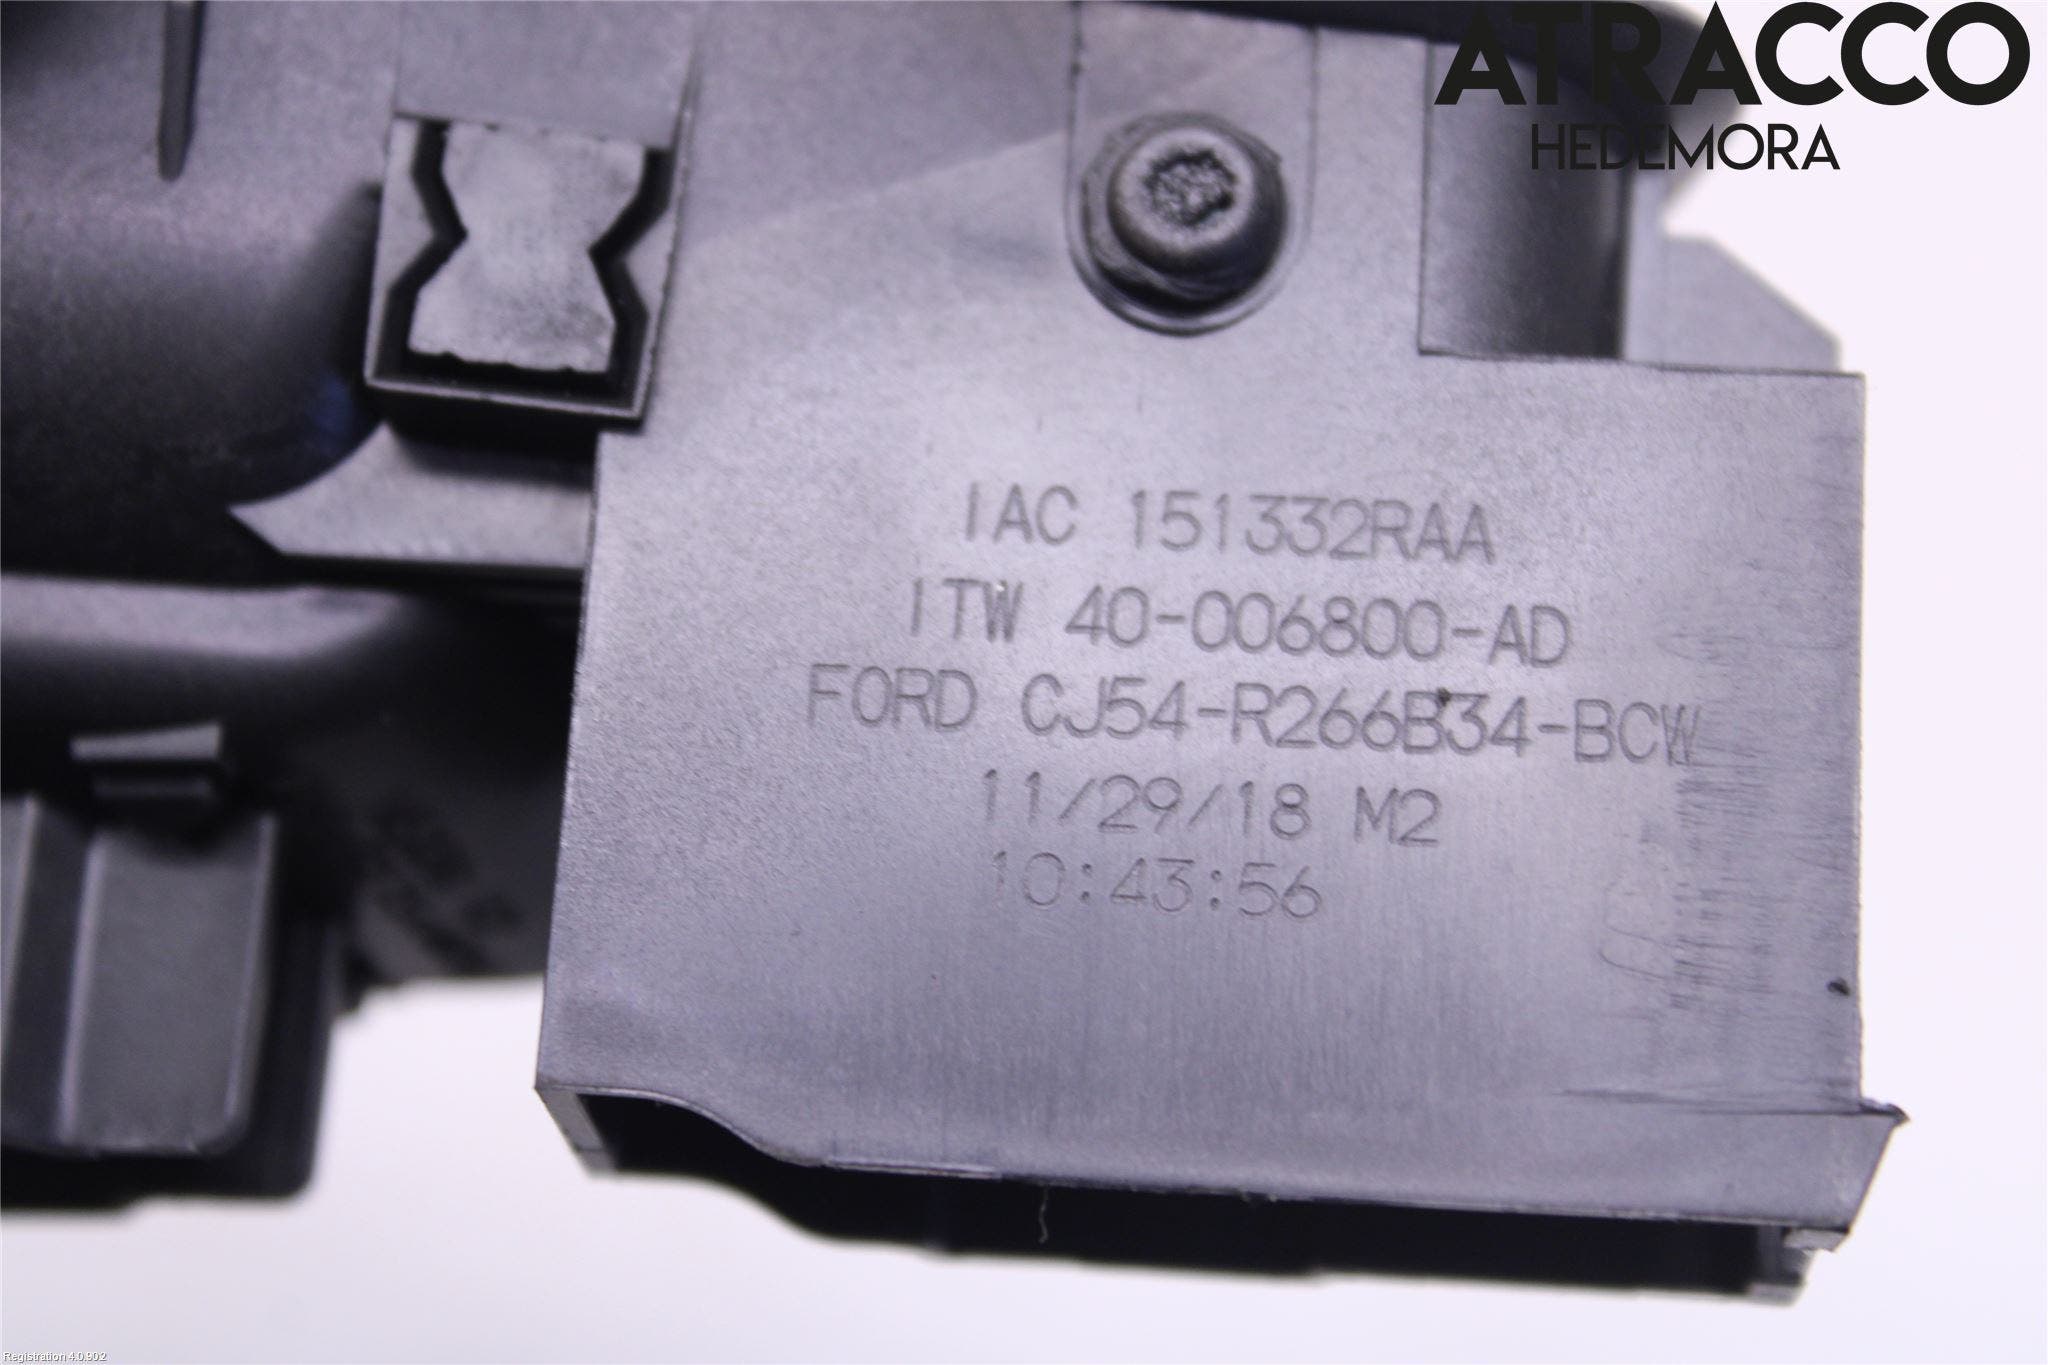 ATRACCO
HEDEMORA
IAC 151332RAA
ITW 40-006800-AD
FORD CJ54-R266B34-BCW
11/29/18 M2
10:43:56
Registration 4.0.902